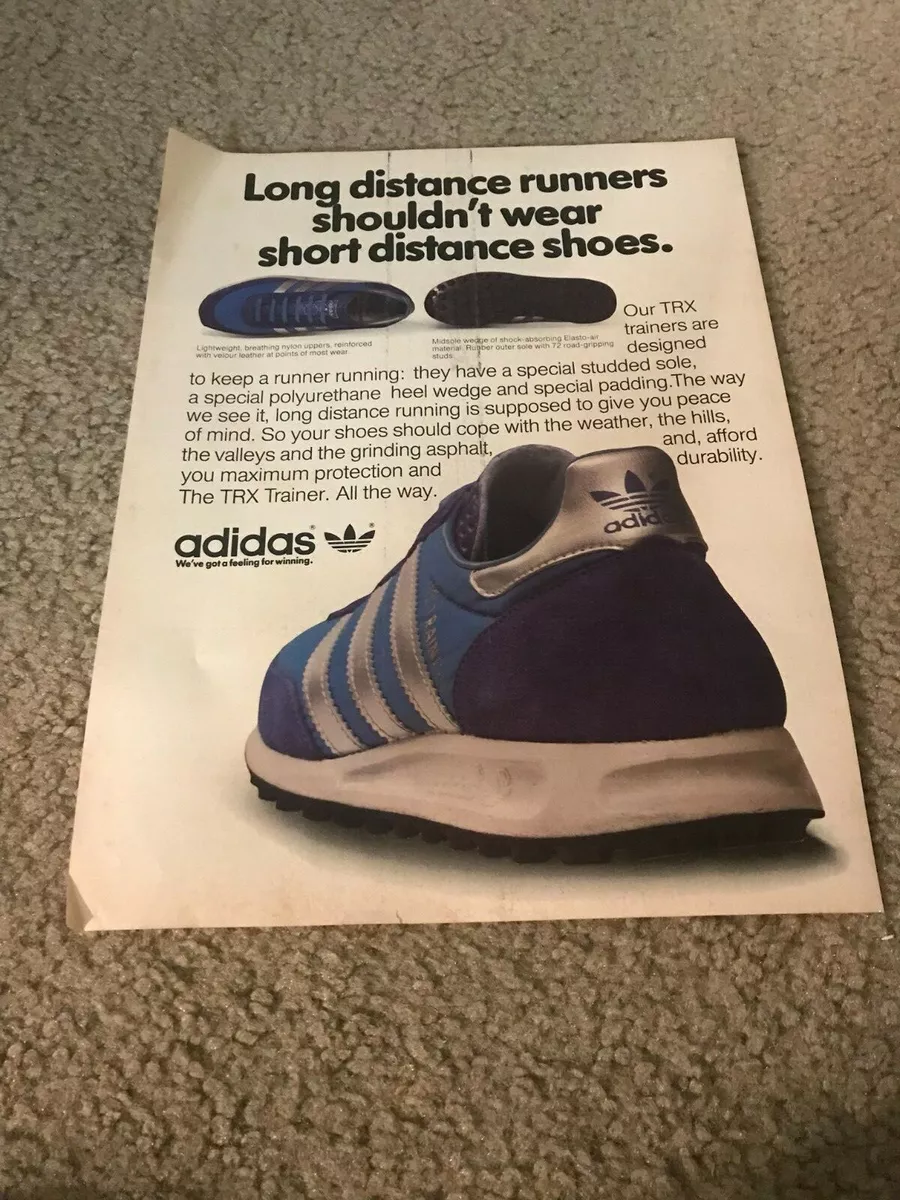 Long distance runners
shouldn't wear
short distance shoes.
Lightweight, breathing nylon uppers, reinforced
with velour leather at points of most wear.
Midsole wedge of shock-absorbing Elasto-air
material. Rubber outer sole with 72 road-gripping
studs.
Our TRX
trainers are
designed
to keep a runner running: they have a special studded sole,
a special polyurethane heel wedge and special padding.The way
we see it, long distance running is supposed to give you peace
of mind. So your shoes should cope with the weather, the hills,
the valleys and the grinding asphalt, and, afford
you maximum protection and durability.
The TRX Trainer. All the way.
adidas®
®
We've got a feeling for winning.
adidas